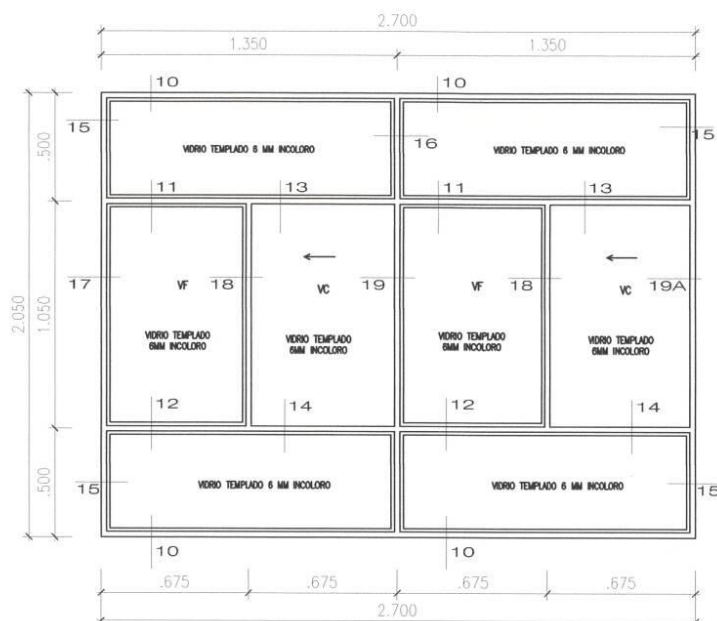 2.700
1.350 1.350
10 10
15 .500 VIDRIO TEMPLADO 6 MM INCOLORO 16 VIDRIO TEMPLADO 6 MM INCOLORO 15
11 13 11 13
2.050 1.050 17 VF 18 VC 19 VF 18 VC 19A
VIDRIO TEMPLADO VIDRIO TEMPLADO VIDRIO TEMPLADO VIDRIO TEMPLADO
6MM INCOLORO 6MM INCOLORO 6MM INCOLORO 6MM INCOLORO
12 14 12 14
.500 15 VIDRIO TEMPLADO 6 MM INCOLORO VIDRIO TEMPLADO 6 MM INCOLORO 15
10 10
.675 .675 .675 .675
2.700